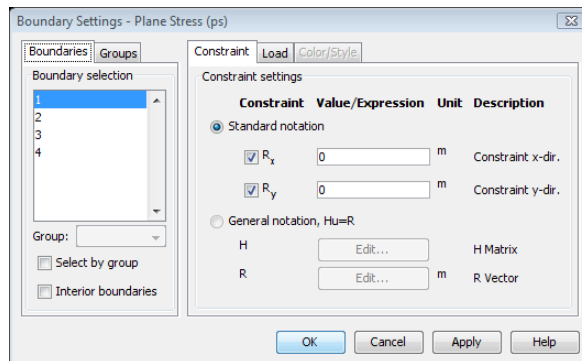 Boundary Settings - Plane Stress (ps)
Boundaries Groups
Boundary selection
1
2
3
4
Group:
Select by group
Interior boundaries
Constraint Load Color/Style
Constraint settings
Constraint Value/Expression Unit Description
Standard notation
Rx 0 m Constraint x-dir.
Ry 0 m Constraint y-dir.
General notation, Hu=R
H Edit... H Matrix
R Edit... m R Vector
OK Cancel Apply Help